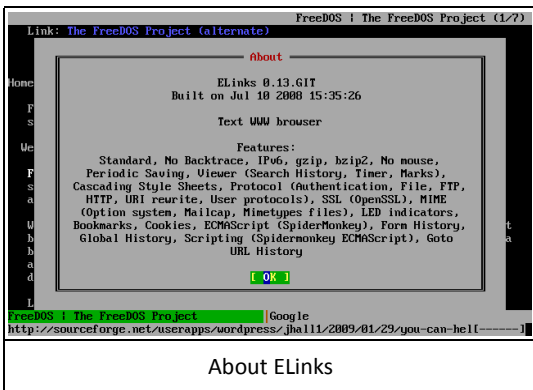 FreeDOS | The FreeDOS Project (1/7)
Link: The FreeDOS Project (alternate)
About
Home
ELinks 0.13.GIT
Built on Jul 10 2008 15:35:26
F
s
Text WWW browser
We
Features:
Standard, No Backtrace, IPv6, gzip, bzip2, No mouse,
F
Periodic Saving, Viewer (Search History, Timer, Marks),
s
Cascading Style Sheets, Protocol (Authentication, File, FTP,
a
HTTP, URI rewrite, User protocols), SSL (OpenSSL), MIME
(Option system, Mailcap, Mimetypes files), LED indicators,
W Bookmarks, Cookies, ECMAScript (SpiderMonkey), Form History, t
b Global History, Scripting (Spidermonkey ECMAScript), Goto a
b URL History
a
d [ OK ]
L
FreeDOS | The FreeDOS Project |Google
http://sourceforge.net/userapps/wordpress/jhall1/2009/01/29/you-can-hel[------]
About ELinks